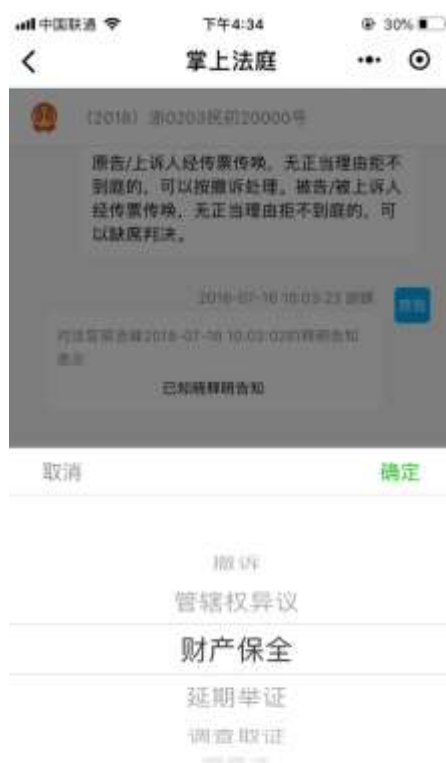 中国联通
下午4:34
30%
掌上法庭
(2018) 浙0203民初20000号
原告/上诉人经传票传唤，无正当理由拒不
到庭的，可以按撤诉处理。被告/被上诉人
经传票传唤，无正当理由拒不到庭的，可
以缺席判决。
已知晓释明告知
取消
确定
撤诉
管辖权异议
财产保全
延期举证
调查取证